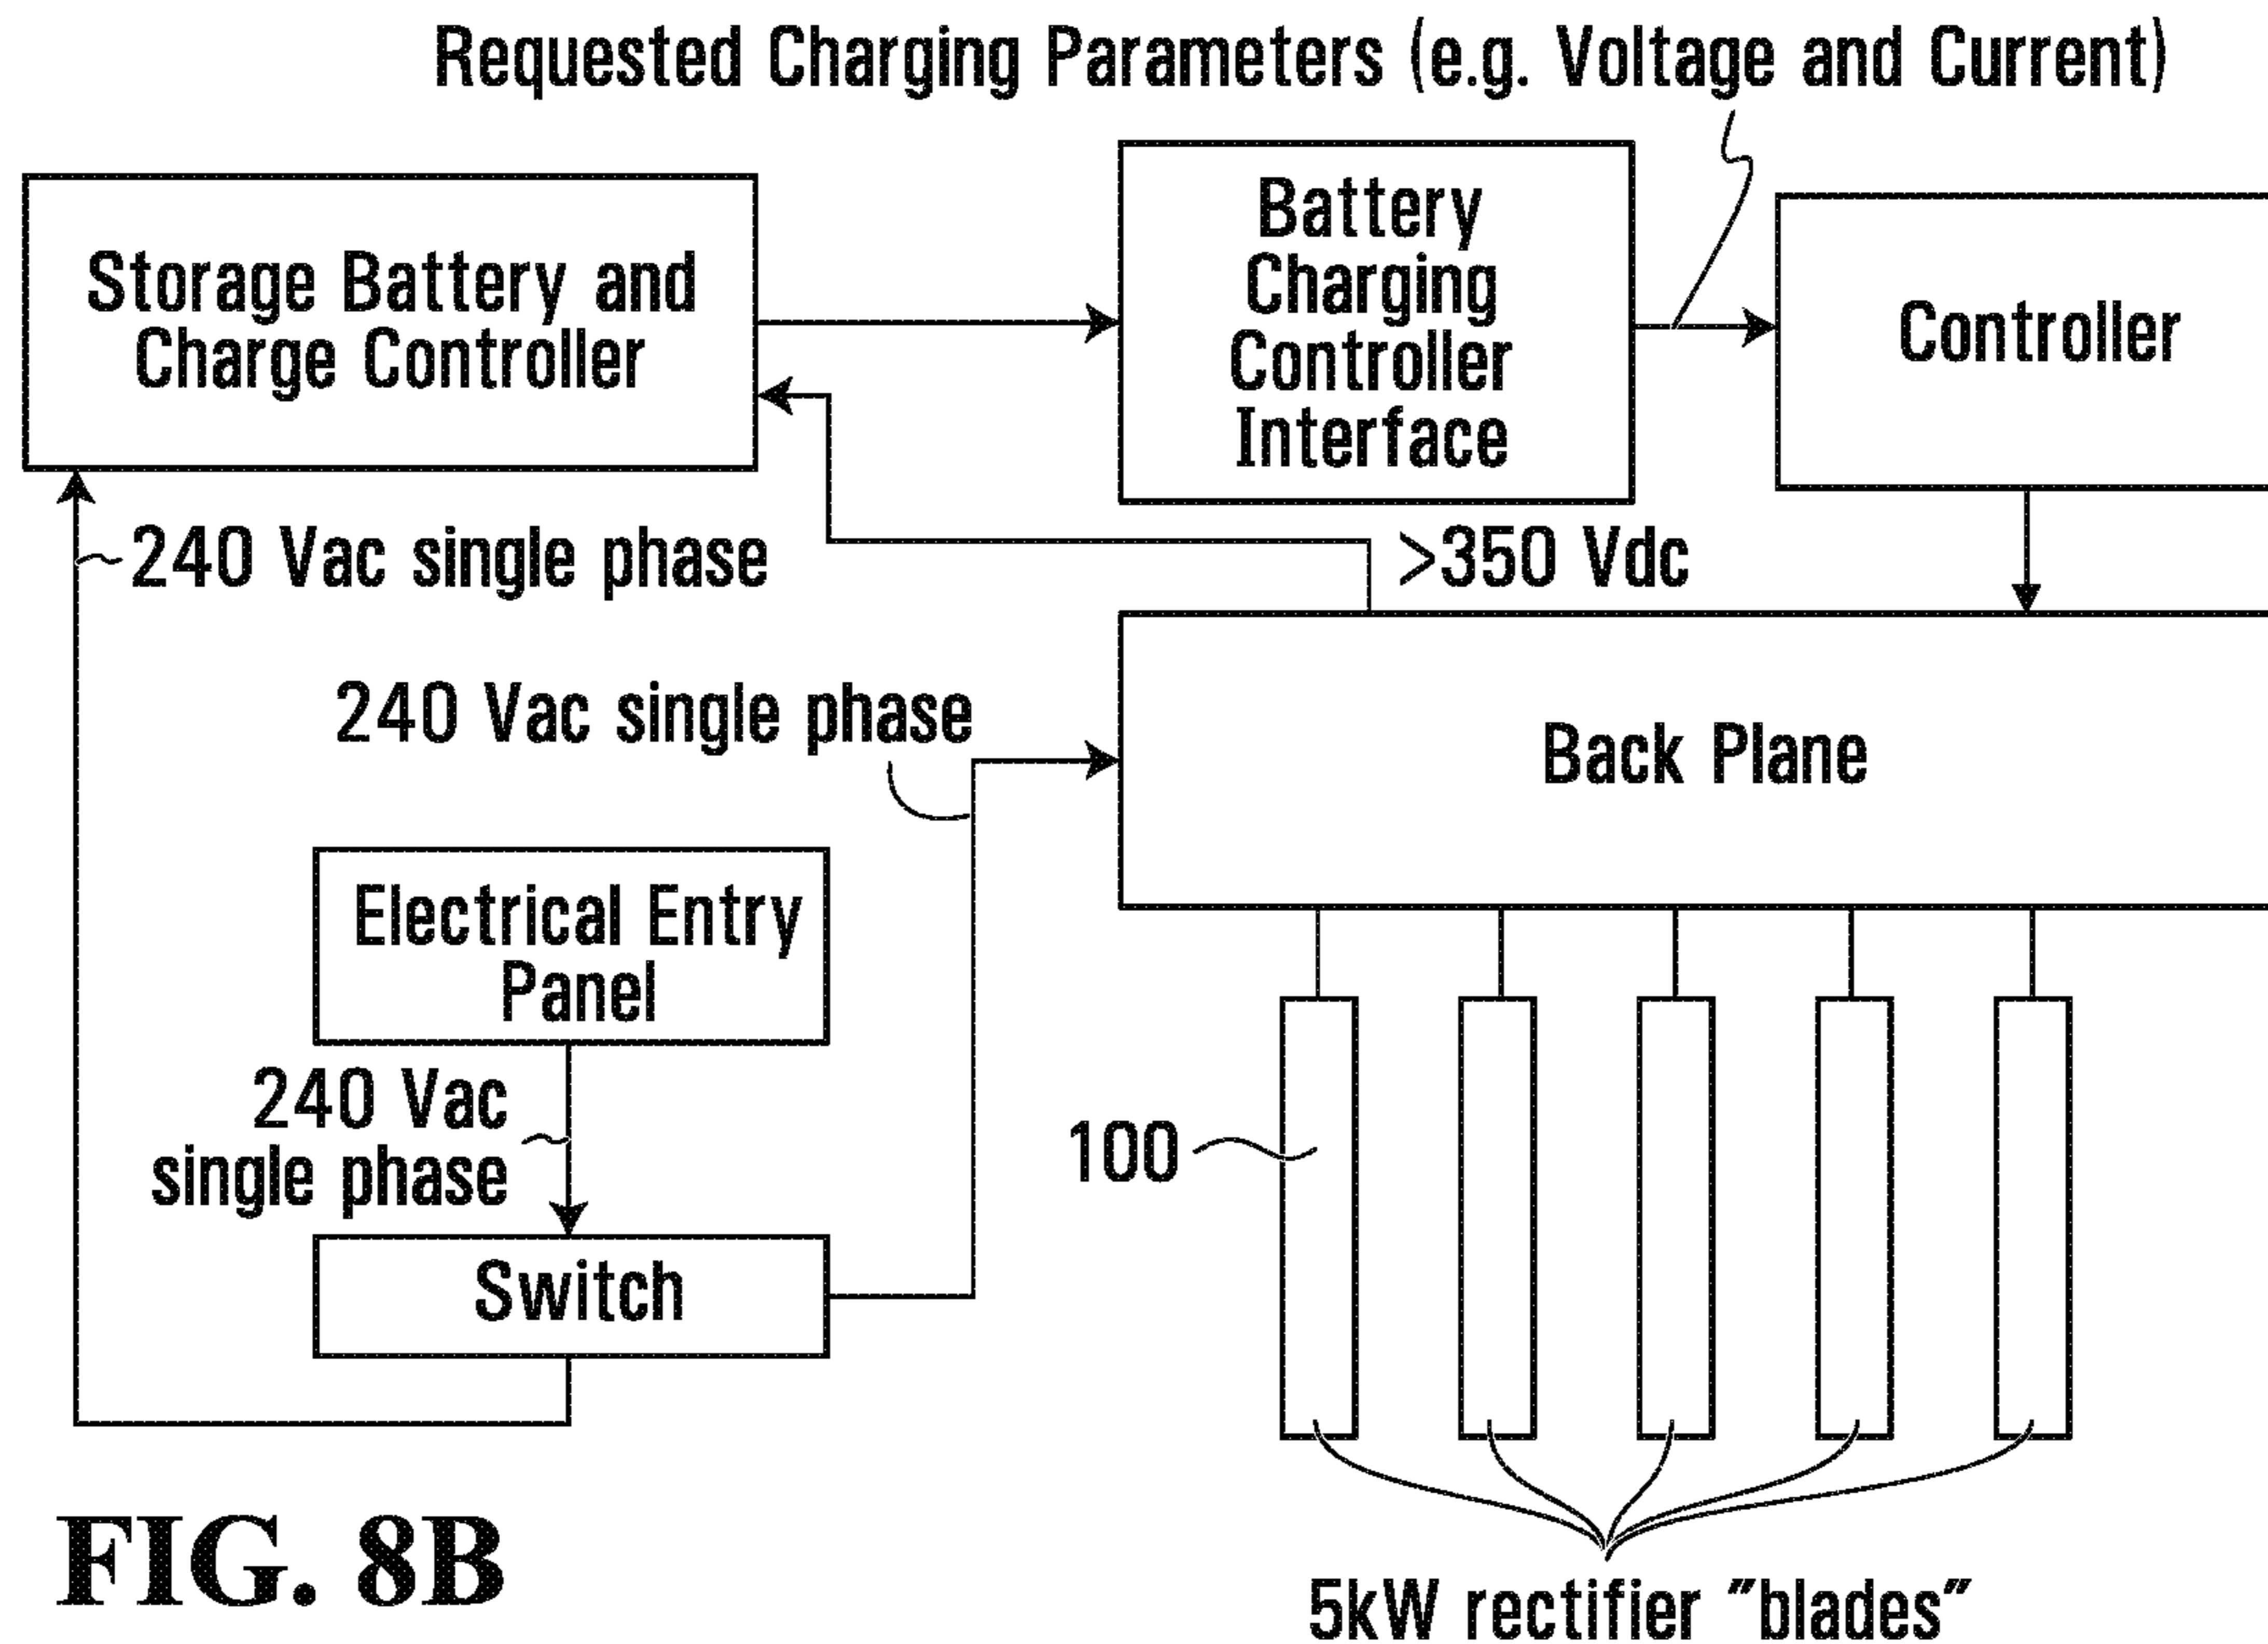 Requested Charging Parameters (e.g. Voltage and Current)
Storage Battery and
Charge Controller
Battery
Charging
Controller
Interface
Controller
240 Vac single phase
>350 Vdc
240 Vac single phase
Back Plane
Electrical Entry
Panel
240 Vac
single phase
100
Switch
FIG. 8B
5kW rectifier "blades"